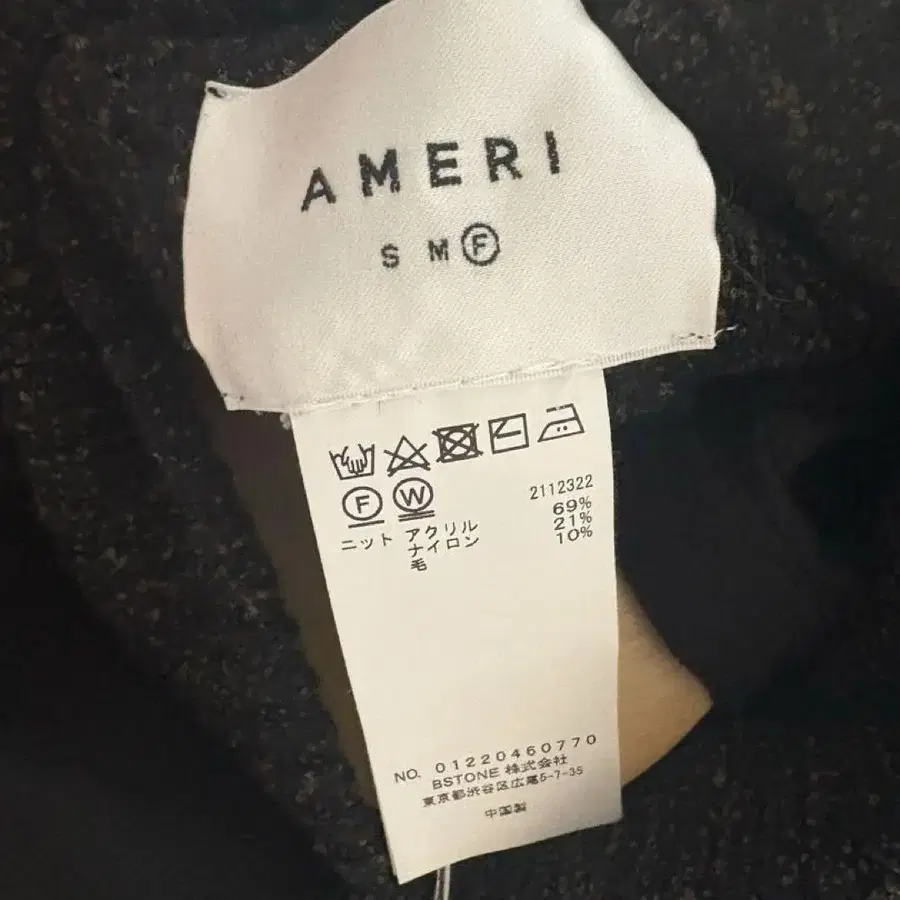 AMERI
S M F
F W
2112322
ニット アクリル 69%
ナイロン 21%
毛 10%
NO. 01220460770
BSTONE 株式会社
東京都渋谷区広尾5-7-35
中国製